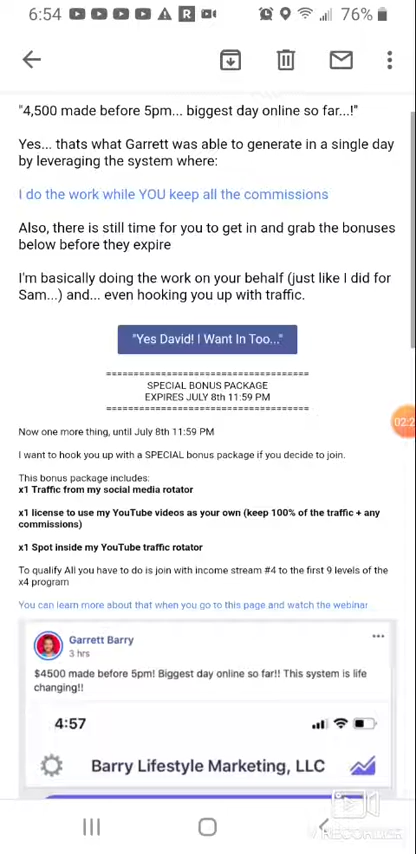 6:54 R 76%
"4,500 made before 5pm... biggest day online so far...!"
Yes... thats what Garrett was able to generate in a single day
by leveraging the system where:
I do the work while YOU keep all the commissions
Also, there is still time for you to get in and grab the bonuses
below before they expire
I'm basically doing the work on your behalf (just like I did for
Sam...) and... even hooking you up with traffic.
"Yes David! I Want In Too..."
=====================================
SPECIAL BONUS PACKAGE
EXPIRES JULY 8th 11:59 PM
=====================================
02:2
Now one more thing, until July 8th 11:59 PM
I want to hook you up with a SPECIAL bonus package if you decide to join.
This bonus package includes:
x1 Traffic from my social media rotator
x1 license to use my YouTube videos as your own (keep 100% of the traffic + any
commissions)
x1 Spot inside my YouTube traffic rotator
To qualify All you have to do is join with income stream #4 to the first 9 levels of the
x4 program
You can learn more about that when you go to this page and watch the webinar
Garrett Barry
3 hrs
$4500 made before 5pm! Biggest day online so far!! This system is life
changing!!
4:57
Barry Lifestyle Marketing, LLC
RECORDER